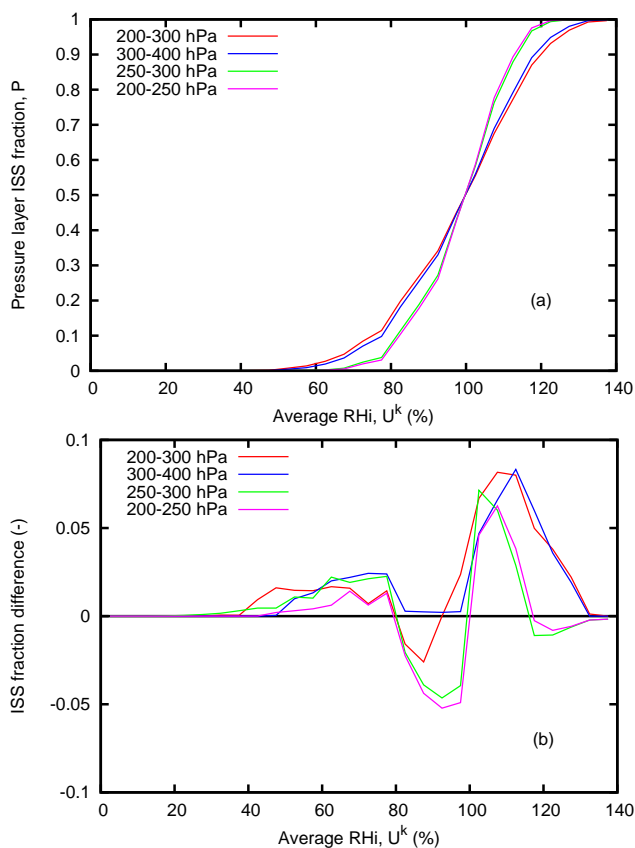 1
0.9
0.8
0.7
0.6
0.5
0.4
0.3
0.2
0.1
0
Pressure layer ISS fraction, P
200-300 hPa
300-400 hPa
250-300 hPa
200-250 hPa
(a)
0 20 40 60 80 100 120 140
Average RHi, U^k (%)
0.1
0.05
0
-0.05
-0.1
ISS fraction difference (-)
200-300 hPa
300-400 hPa
250-300 hPa
200-250 hPa
(b)
0 20 40 60 80 100 120 140
Average RHi, U^k (%)